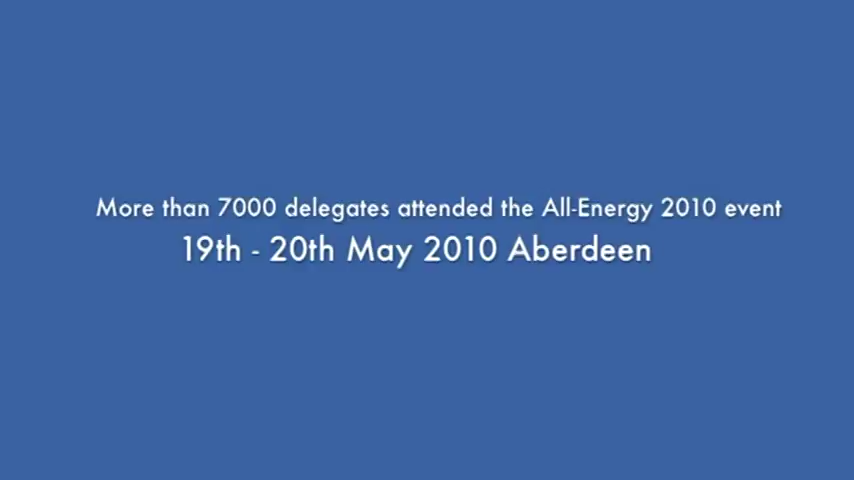 More than 7000 delegates attended the All-Energy 2010 event
19th - 20th May 2010 Aberdeen